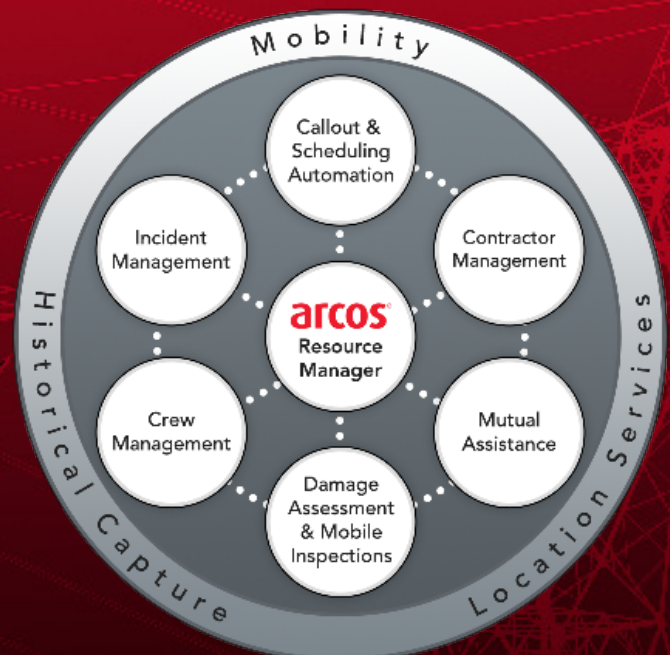 Mobility
Callout &
Scheduling
Automation
Incident
Management
Contractor
Management
arcos®
Resource
Manager
Crew
Management
Mutual
Assistance
Damage
Assessment
& Mobile
Inspections
Historical Capture
Location Services